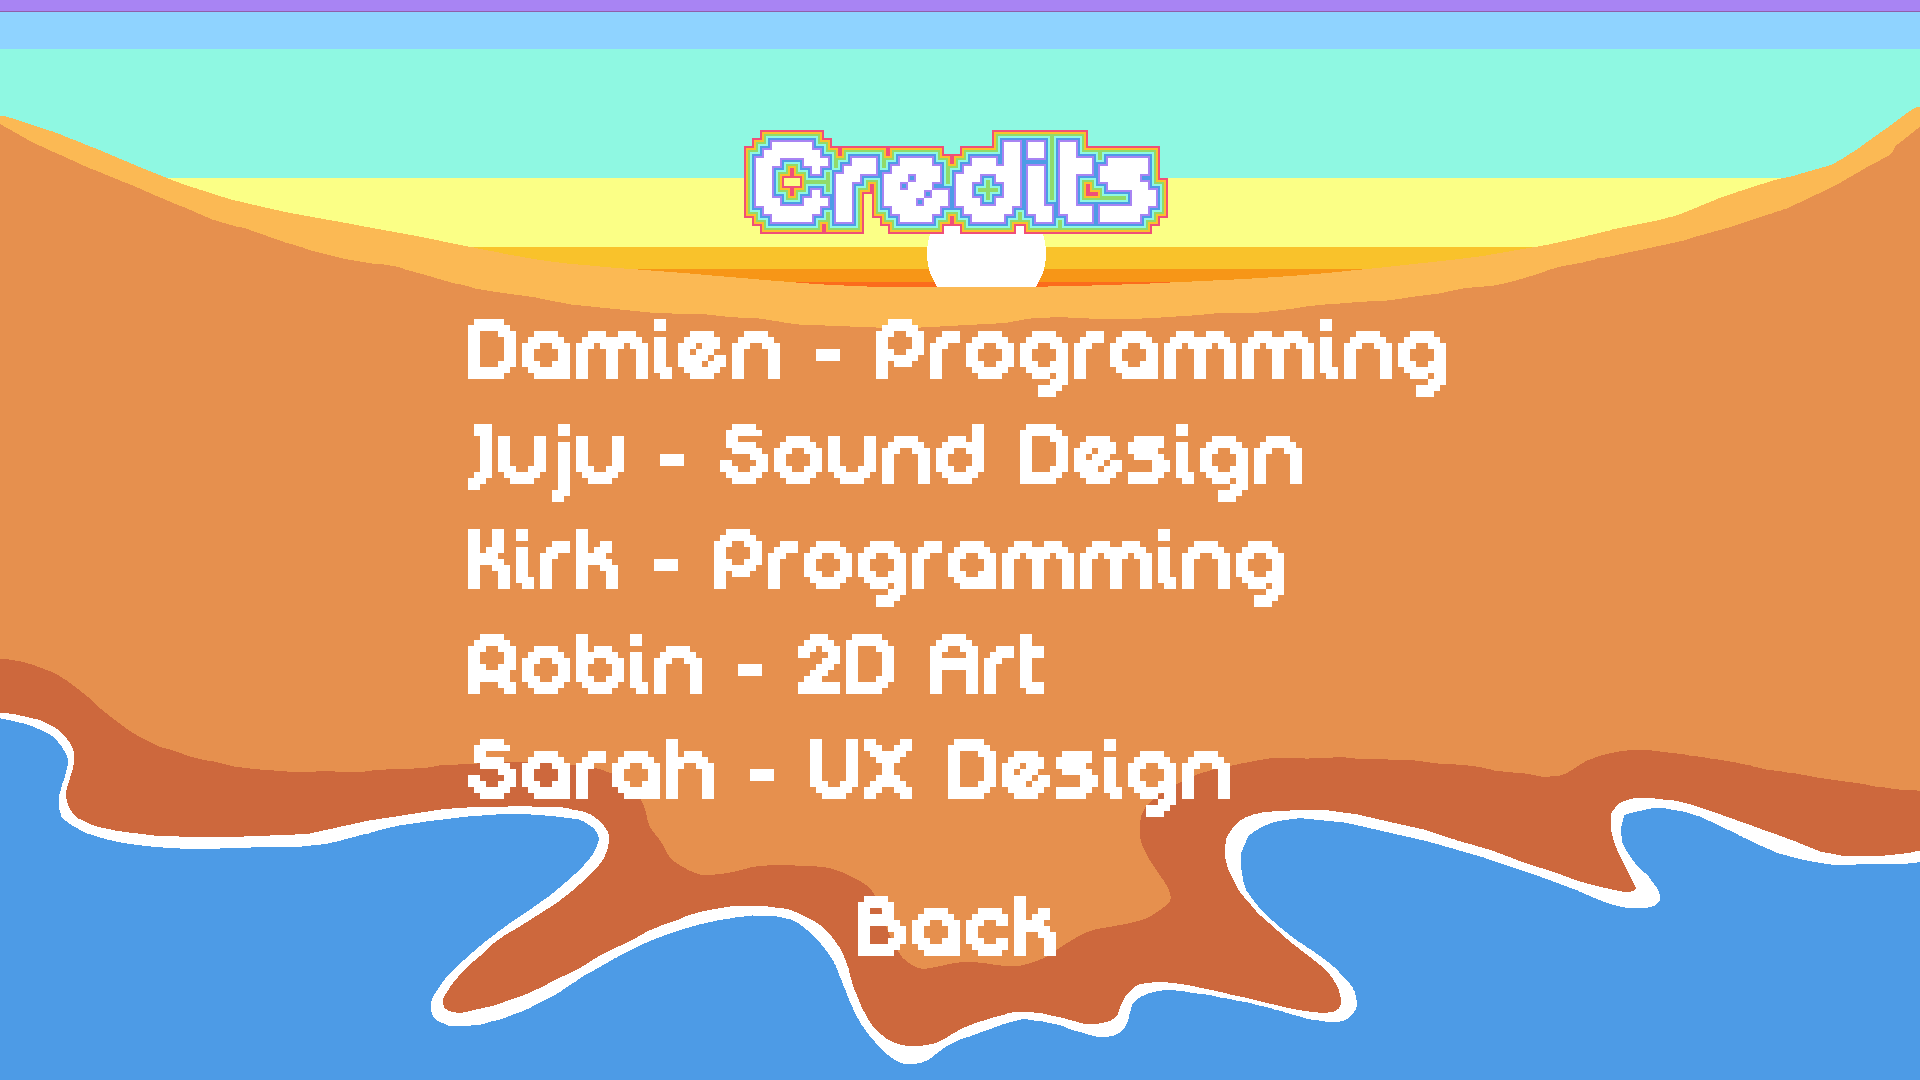 Credits
Damien - Programming
Juju - Sound Design
Kirk - Programming
Robin - 2D Art
Sarah - UX Design
Back